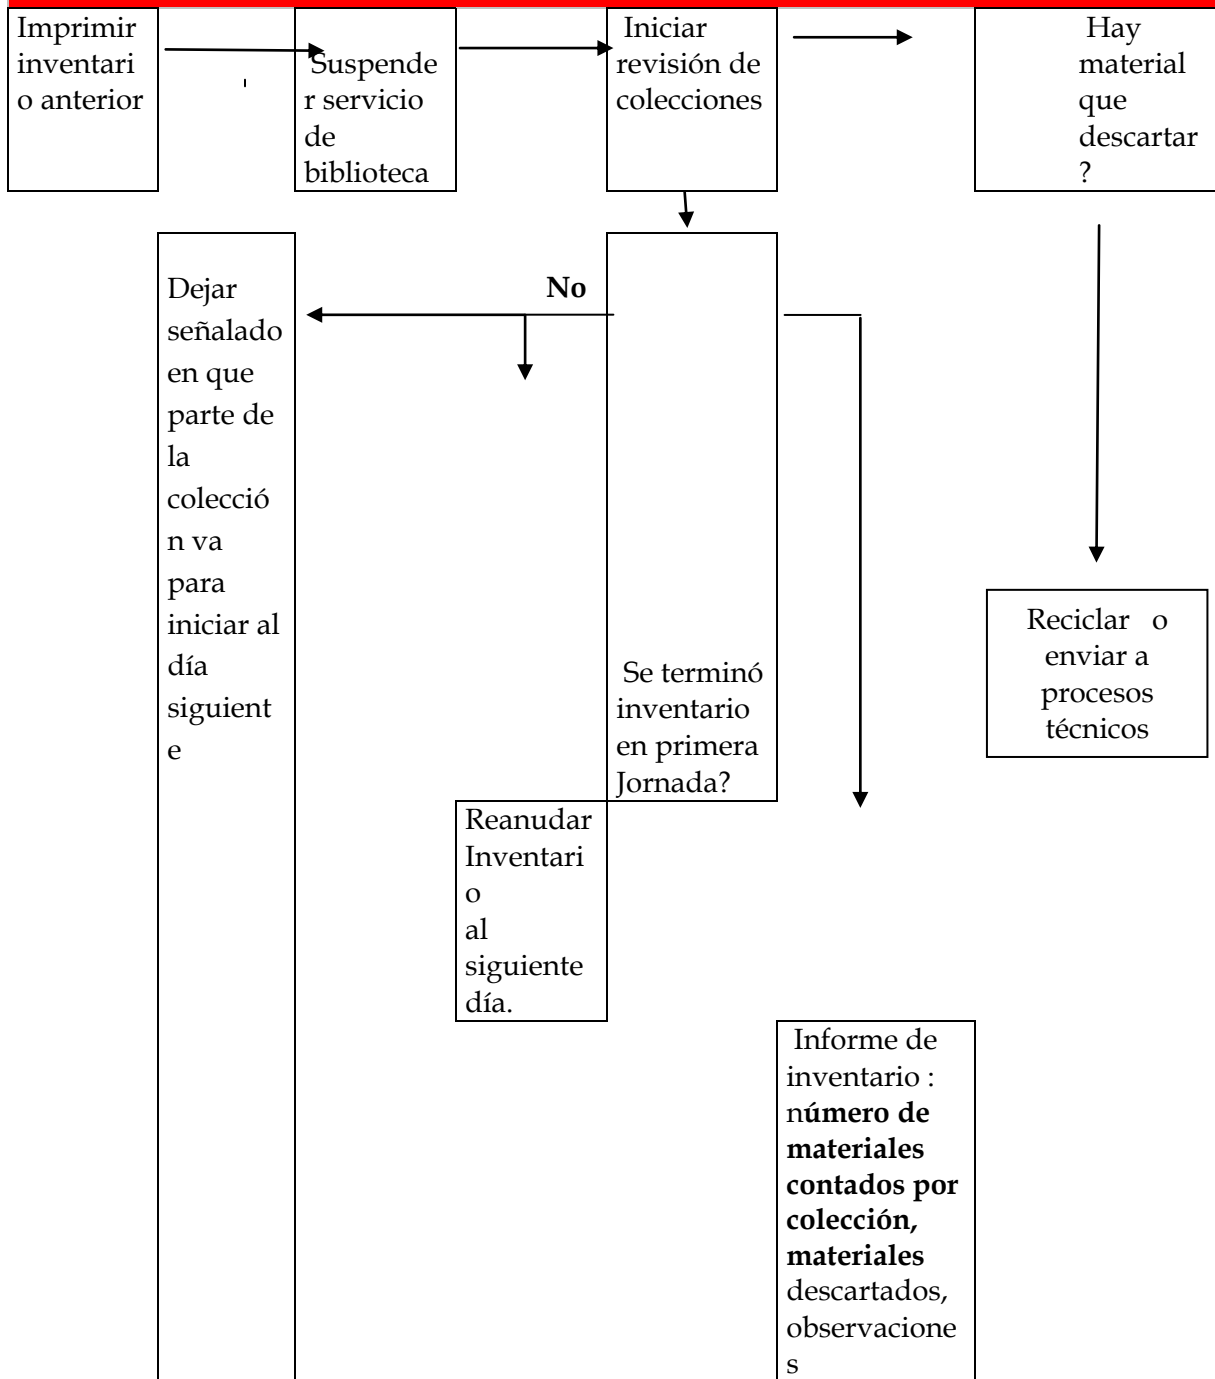 Imprimir
inventari
o anterior
Suspende
r servicio
de
biblioteca
Iniciar
revisión de
colecciones
Hay
material
que
descartar
?
Dejar
señalado
en que
parte de
la
colecció
n va
para
iniciar al
día
siguient
e
No
Se terminó
inventario
en primera
Jornada?
Reciclar o
enviar a
procesos
técnicos
Reanudar
Inventari
o
al
siguiente
día.
Informe de
inventario :
número de
materiales
contados por
colección,
materiales
descartados,
observacione
s